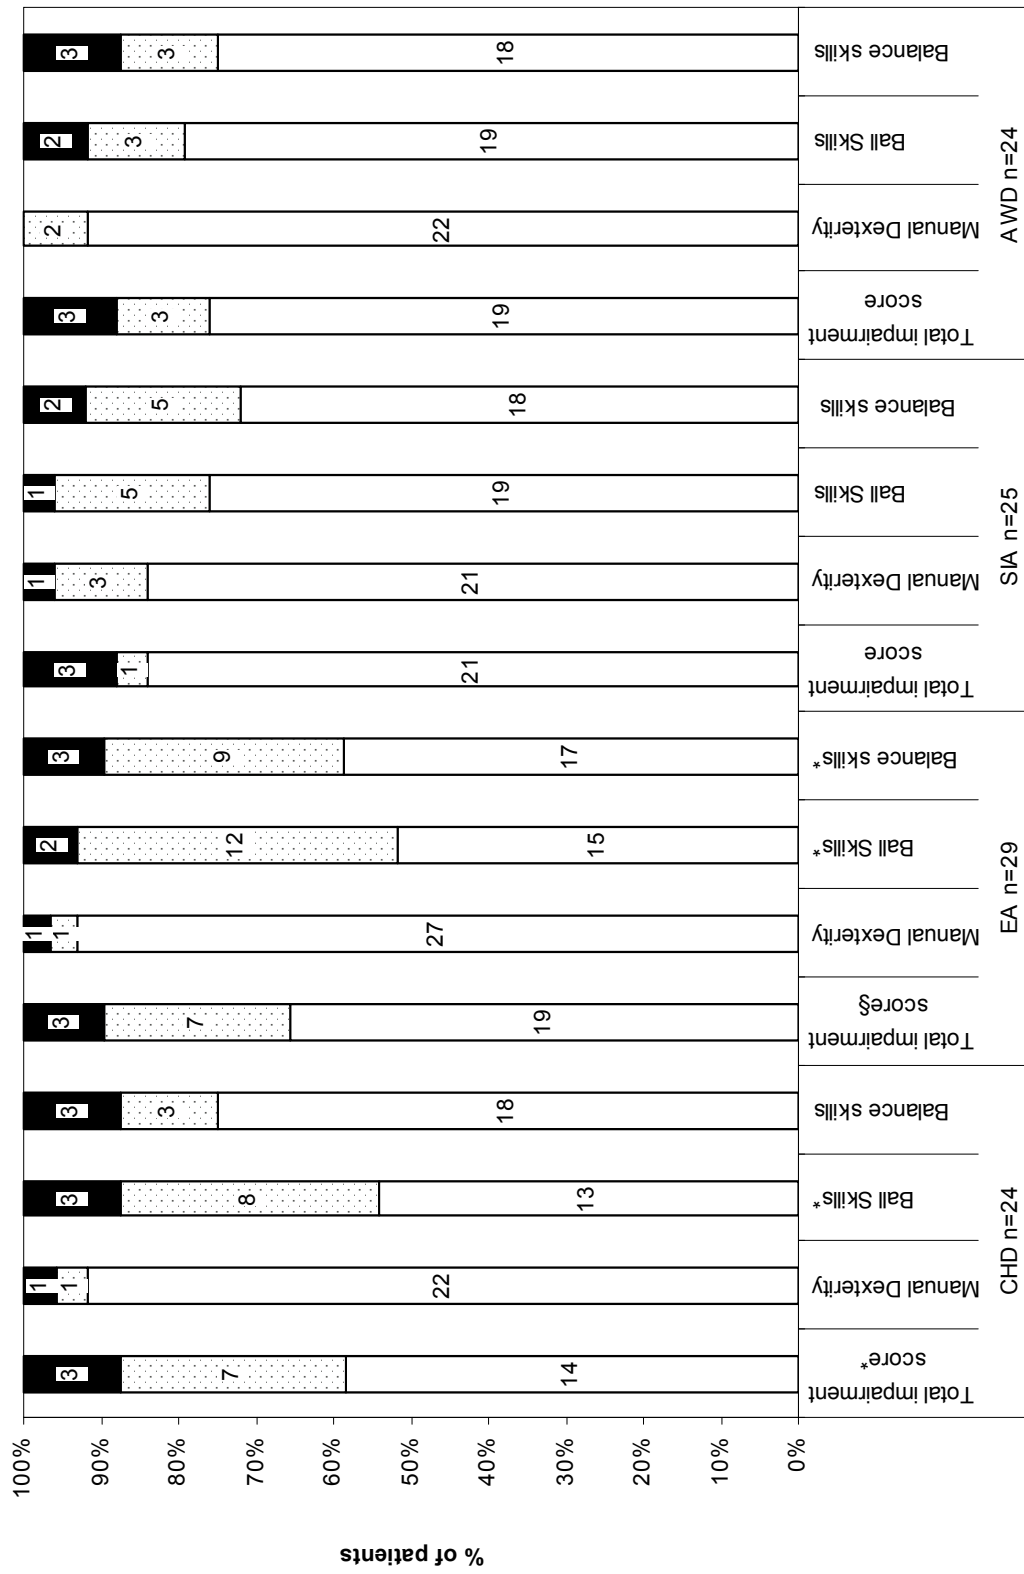 % of patients
100%
90%
80%
70%
60%
50%
40%
30%
20%
10%
0%
3
7
14
1
1
22
3
8
13
3
3
18
3
7
19
1
1
27
2
12
15
3
9
17
3
1
21
1
3
21
1
5
19
2
5
18
3
3
19
2
22
2
3
19
3
3
18
Total impairment
score*
Manual Dexterity
Ball Skills*
Balance skills
Total impairment
score§
Manual Dexterity
Ball Skills*
Balance skills*
Total impairment
score
Manual Dexterity
Ball Skills
Balance skills
Total impairment
score
Manual Dexterity
Ball Skills
Balance skills
CHD n=24
EA n=29
SIA n=25
AWD n=24